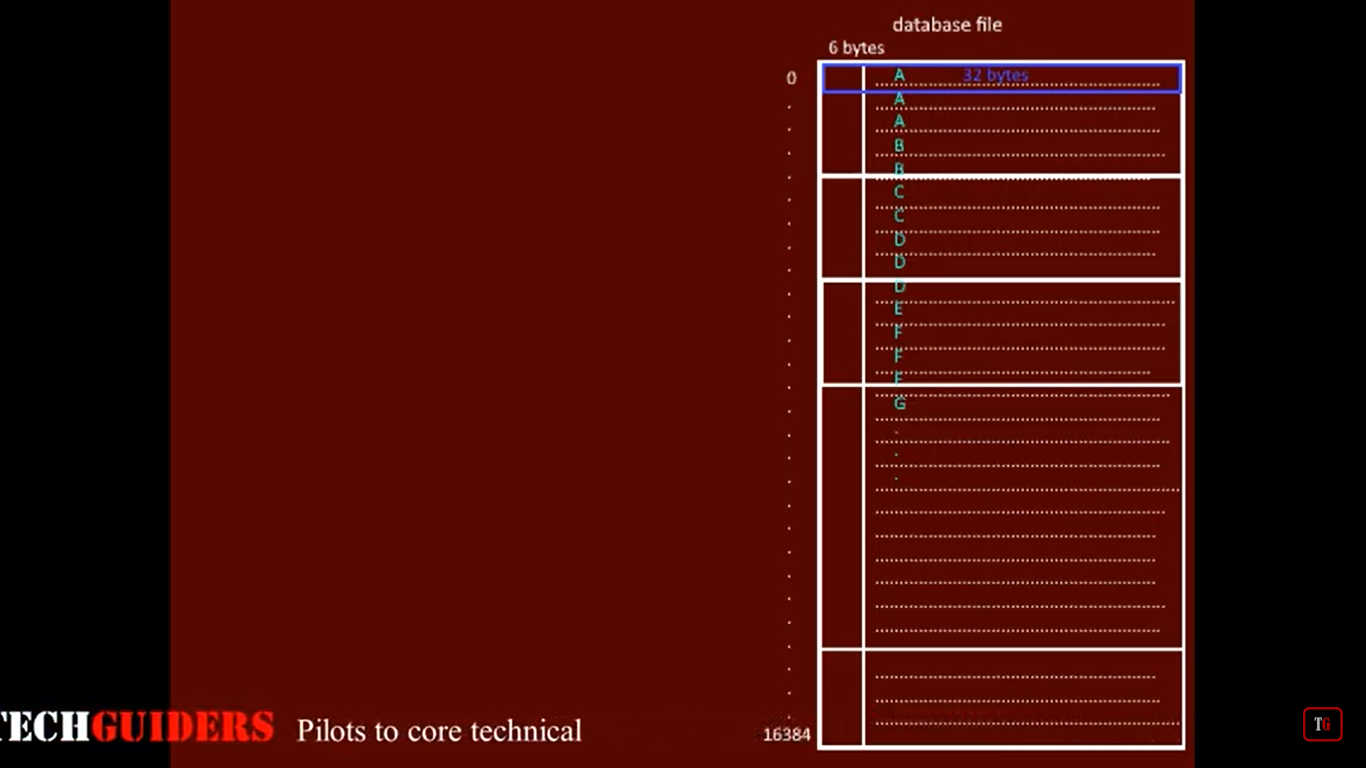 database file
6 bytes
0
A 32 bytes
A
A
B
B
C
C
D
D
D
E
F
F
F
G
.
.
.
16384
TECHGUIDERS Pilots to core technical
TG